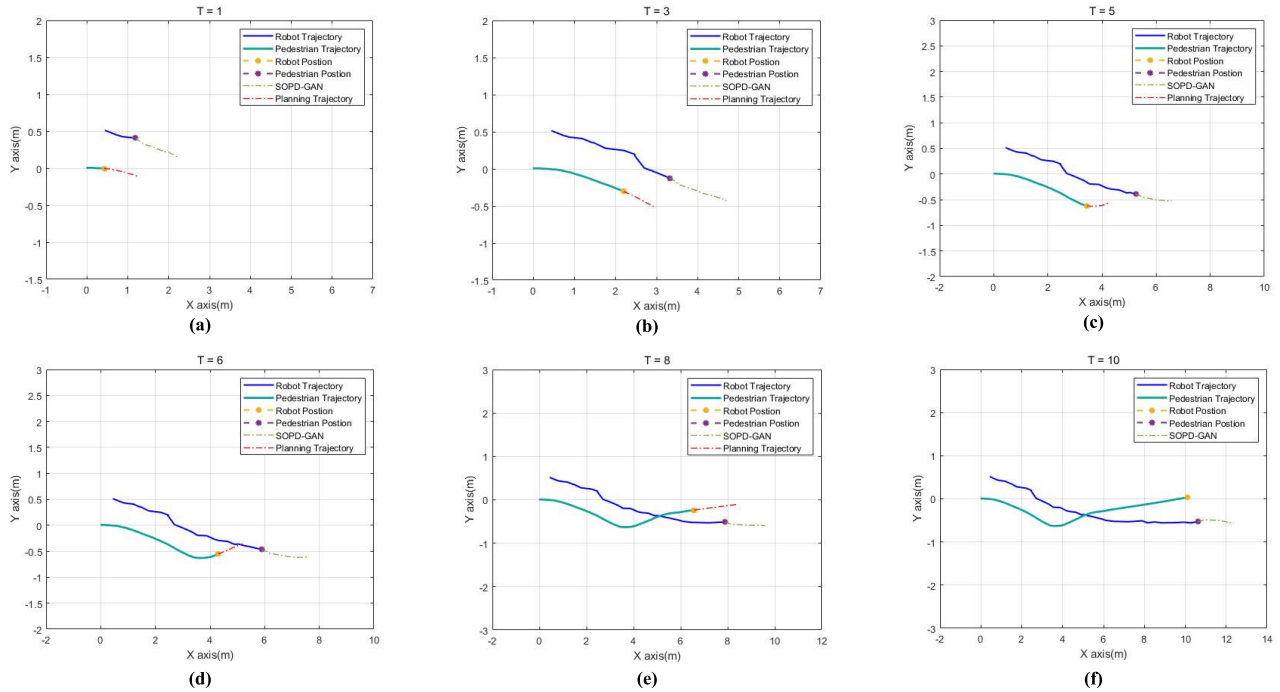 T = 1
2
1.5
1
0.5
0
-0.5
-1
-1.5
Y axis(m)
-1 0 1 2 3 4 5 6 7
X axis(m)
Robot Trajectory
Pedestrian Trajectory
Robot Postion
Pedestrian Postion
SOPD-GAN
Planning Trajectory
(a)
T = 3
2
1.5
1
0.5
0
-0.5
-1
-1.5
Y axis(m)
-1 0 1 2 3 4 5 6 7
X axis(m)
Robot Trajectory
Pedestrian Trajectory
Robot Postion
Pedestrian Postion
SOPD-GAN
Planning Trajectory
(b)
T = 5
3
2.5
2
1.5
1
0.5
0
-0.5
-1
-1.5
-2
Y axis(m)
-2 0 2 4 6 8 10
X axis(m)
Robot Trajectory
Pedestrian Trajectory
Robot Postion
Pedestrian Postion
SOPD-GAN
Planning Trajectory
(c)
T = 6
3
2.5
2
1.5
1
0.5
0
-0.5
-1
-1.5
-2
Y axis(m)
-2 0 2 4 6 8 10
X axis(m)
Robot Trajectory
Pedestrian Trajectory
Robot Postion
Pedestrian Postion
SOPD-GAN
Planning Trajectory
(d)
T = 8
3
2
1
0
-1
-2
-3
Y axis(m)
-2 0 2 4 6 8 10 12
X axis(m)
Robot Trajectory
Pedestrian Trajectory
Robot Postion
Pedestrian Postion
SOPD-GAN
Planning Trajectory
(e)
T = 10
3
2
1
0
-1
-2
-3
Y axis(m)
-2 0 2 4 6 8 10 12 14
X axis(m)
Robot Trajectory
Pedestrian Trajectory
Robot Postion
Pedestrian Postion
SOPD-GAN
(f)